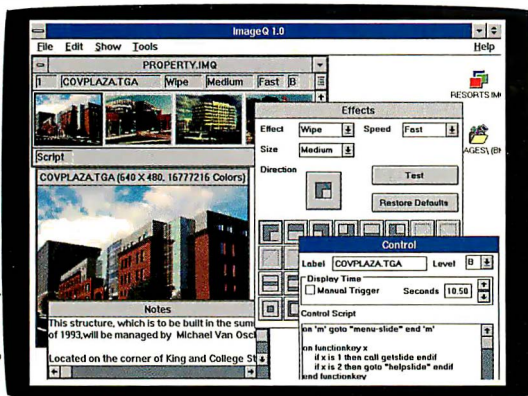 ImageQ 1.0
File Edit Show Tools Help
PROPERTY.IMQ
1 COVPLAZA.TGA Wipe Medium Fast B
RESORTS.IM
Script
COVPLAZA.TGA (640 X 480, 16777216 Colors)
Effects
Effect Wipe Speed Fast
Size Medium
Direction
Test
Restore Defaults
AGES\(BM
Notes
This structure, which is to be built in the sum
of 1993,will be managed by Michael Van Osch
Located on the corner of King and College St
Control
Label COVPLAZA.TGA Level B
Display Time
Manual Trigger Seconds 10.50
Control Script
on 'm' goto "menu-slide" end 'm'
on functionkey x
if x is 1 then call getslide endif
if x is 2 then goto "helpslide" endif
end functionkey